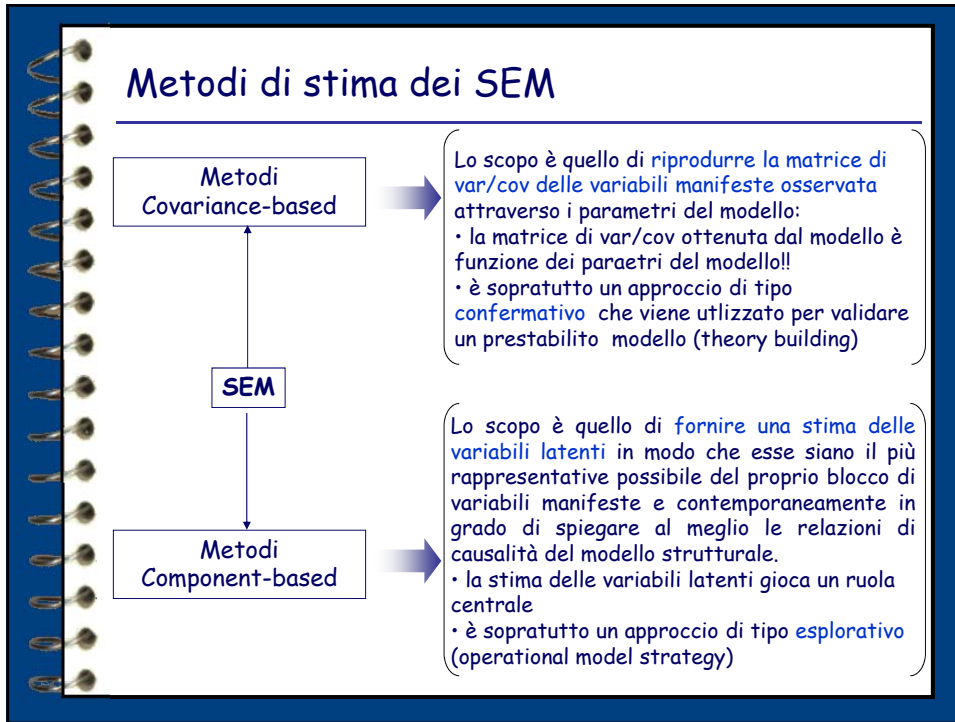 Metodi di stima dei SEM
Metodi
Covariance-based
Lo scopo è quello di riprodurre la matrice di
var/cov delle variabili manifeste osservata
attraverso i parametri del modello:
• la matrice di var/cov ottenuta dal modello è
funzione dei paraetri del modello!!
• è sopratutto un approccio di tipo
confermativo che viene utlizzato per validare
un prestabilito modello (theory building)
SEM
Metodi
Component-based
Lo scopo è quello di fornire una stima delle
variabili latenti in modo che esse siano il più
rappresentative possibile del proprio blocco di
variabili manifeste e contemporaneamente in
grado di spiegare al meglio le relazioni di
causalità del modello strutturale.
• la stima delle variabili latenti gioca un ruola
centrale
• è sopratutto un approccio di tipo esplorativo
(operational model strategy)